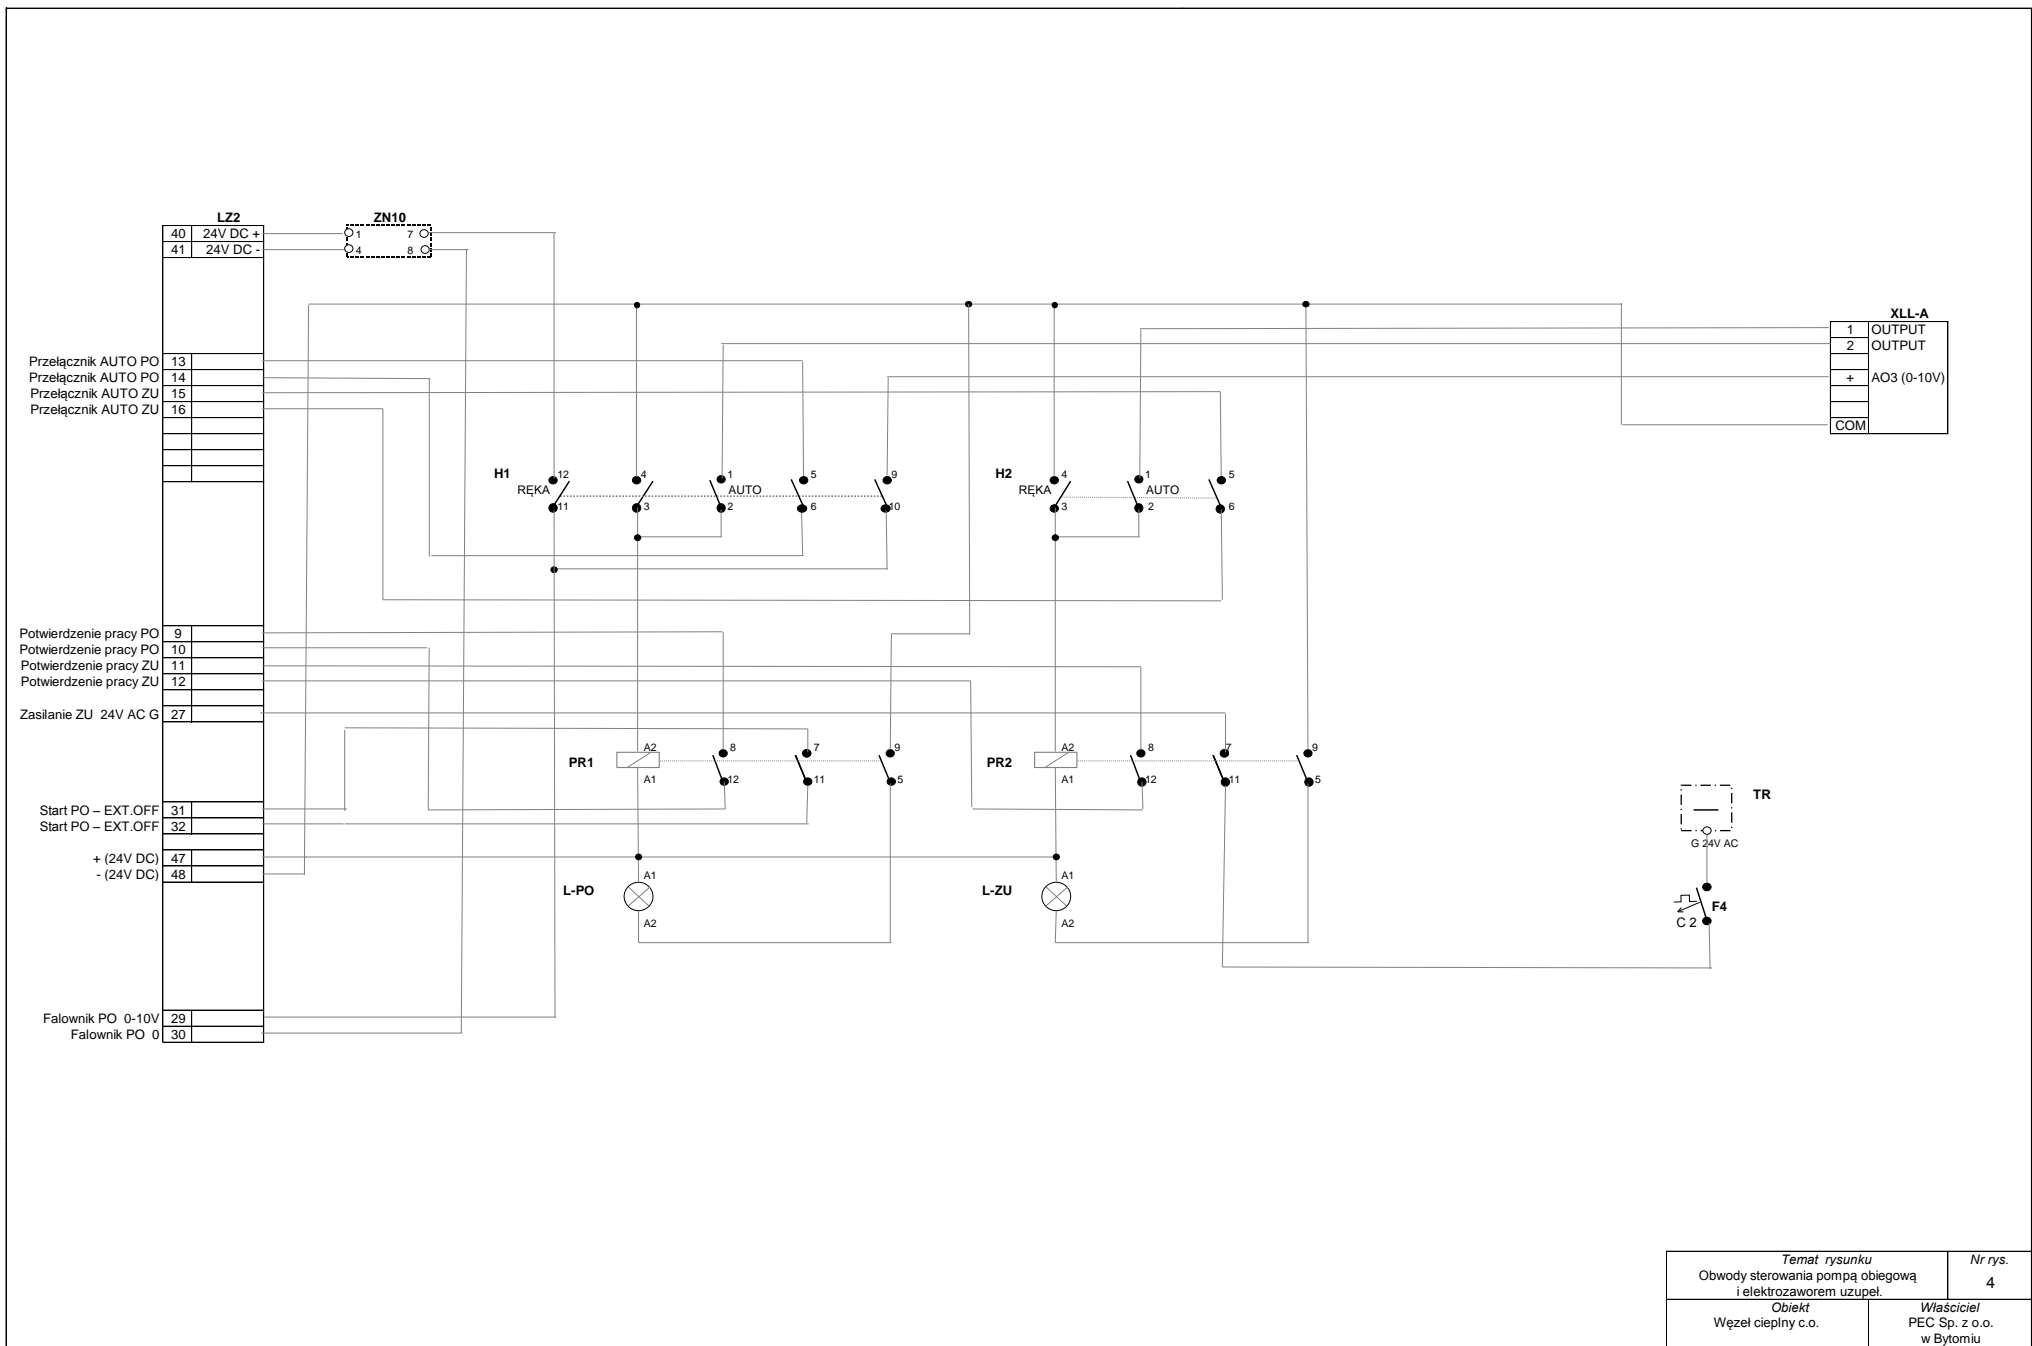 LZ2
ZN10
40 24V DC +
41 24V DC -
1 7
4 8
XLL-A
1 OUTPUT
2 OUTPUT
+ AO3 (0-10V)
COM
Przełącznik AUTO PO 13
Przełącznik AUTO PO 14
Przełącznik AUTO ZU 15
Przełącznik AUTO ZU 16
H1 12 4 1 5 9
RĘKA AUTO
11 3 2 6 10
H2 4 1 5
RĘKA AUTO
3 2 6
Potwierdzenie pracy PO 9
Potwierdzenie pracy PO 10
Potwierdzenie pracy ZU 11
Potwierdzenie pracy ZU 12
Zasilanie ZU 24V AC G 27
PR1 A2 8 7 9
A1 12 11 5
PR2 A2 8 7 9
A1 12 11 5
TR
G 24V AC
Start PO – EXT.OFF 31
Start PO – EXT.OFF 32
+ (24V DC) 47
- (24V DC) 48
L-PO A1
A2
L-ZU A1
A2
F4
C 2
Falownik PO 0-10V 29
Falownik PO 0 30
Temat rysunku
Obwody sterowania pompą obiegową
i elektrozaworem uzupeł.
Nr rys.
4
Obiekt
Węzeł cieplny c.o.
Właściciel
PEC Sp. z o.o.
w Bytomiu